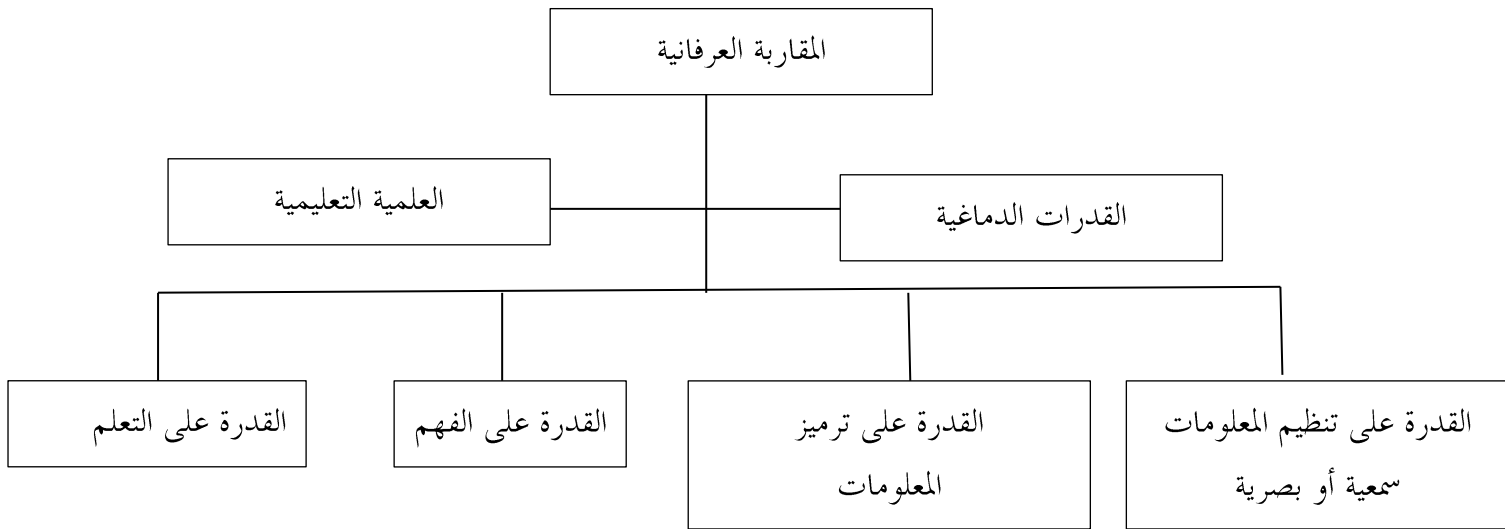 المقاربة العرفانية
القدرات الدماغية
العلمية التعليمية
القدرة على تنظيم المعلومات
سمعية أو بصرية
القدرة على ترميز
المعلومات
القدرة على الفهم
القدرة على التعلم